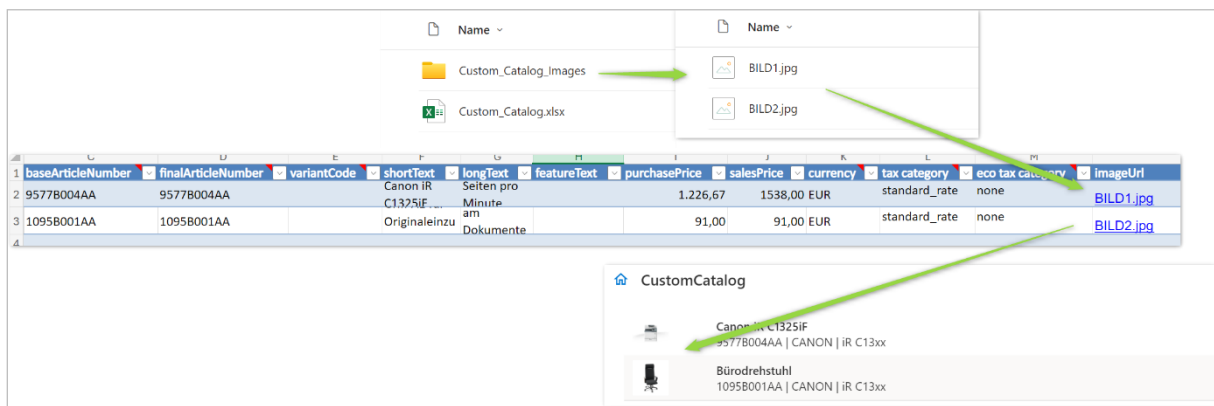 Name
Name
Custom_Catalog_Images
BILD1.jpg
Custom_Catalog.xlsx
BILD2.jpg
C D E F G H I J K L M
1 baseArticleNumber finalArticleNumber variantCode shortText longText featureText purchasePrice salesPrice currency tax category eco tax category imageUrl
2 9577B004AA 9577B004AA Canon iR C1325iF Seiten pro Minute 1.226,67 1538,00 EUR standard_rate none BILD1.jpg
3 1095B001AA 1095B001AA Originaleinzu am Dokumente 91,00 91,00 EUR standard_rate none BILD2.jpg
4
CustomCatalog
Canon iR C1325iF
9577B004AA | CANON | iR C13xx
Bürodrehstuhl
1095B001AA | CANON | iR C13xx